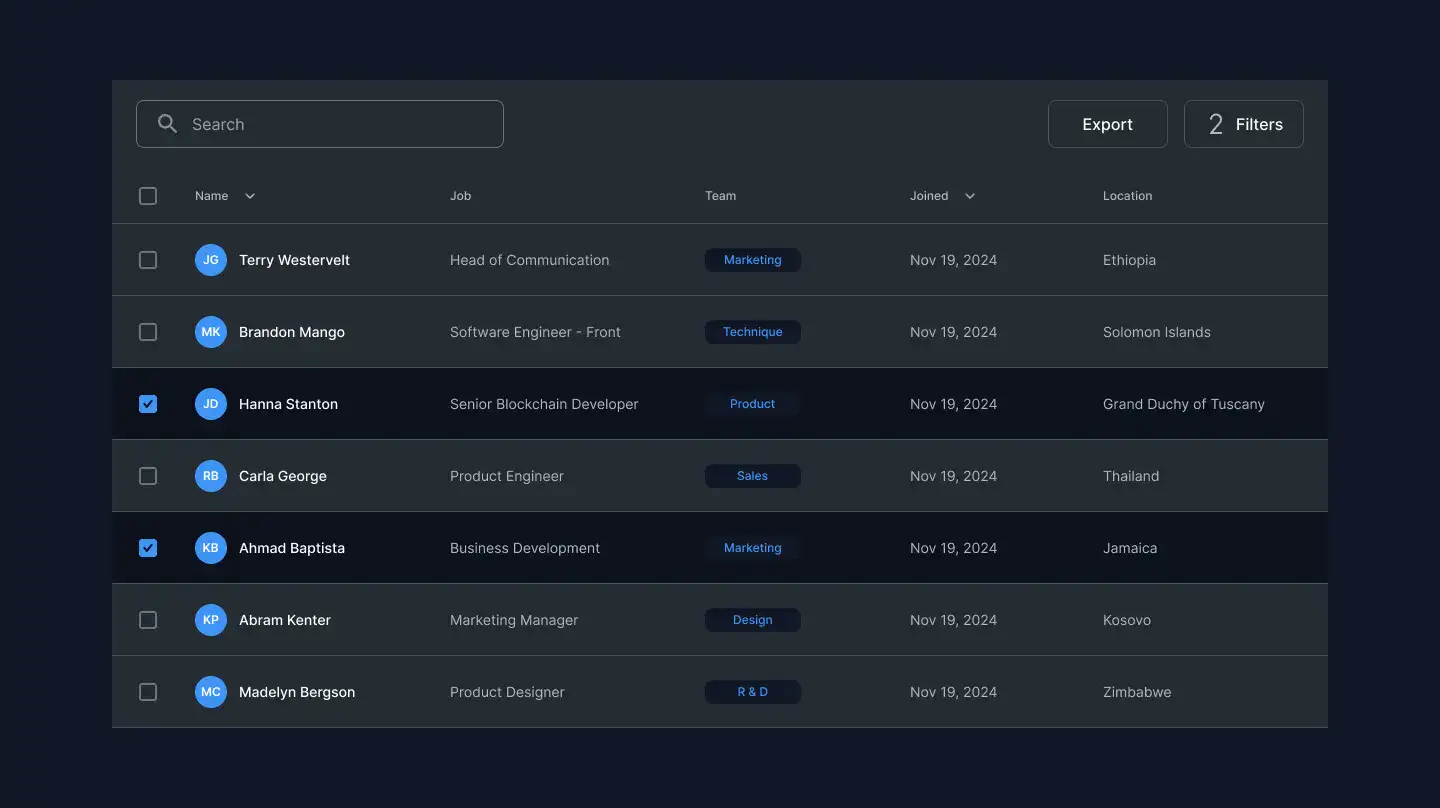 Search
Export
2 Filters
Name Job Team Joined Location
JG Terry Westervelt Head of Communication Marketing Nov 19, 2024 Ethiopia
MK Brandon Mango Software Engineer - Front Technique Nov 19, 2024 Solomon Islands
JD Hanna Stanton Senior Blockchain Developer Product Nov 19, 2024 Grand Duchy of Tuscany
RB Carla George Product Engineer Sales Nov 19, 2024 Thailand
KB Ahmad Baptista Business Development Marketing Nov 19, 2024 Jamaica
KP Abram Kenter Marketing Manager Design Nov 19, 2024 Kosovo
MC Madelyn Bergson Product Designer R & D Nov 19, 2024 Zimbabwe